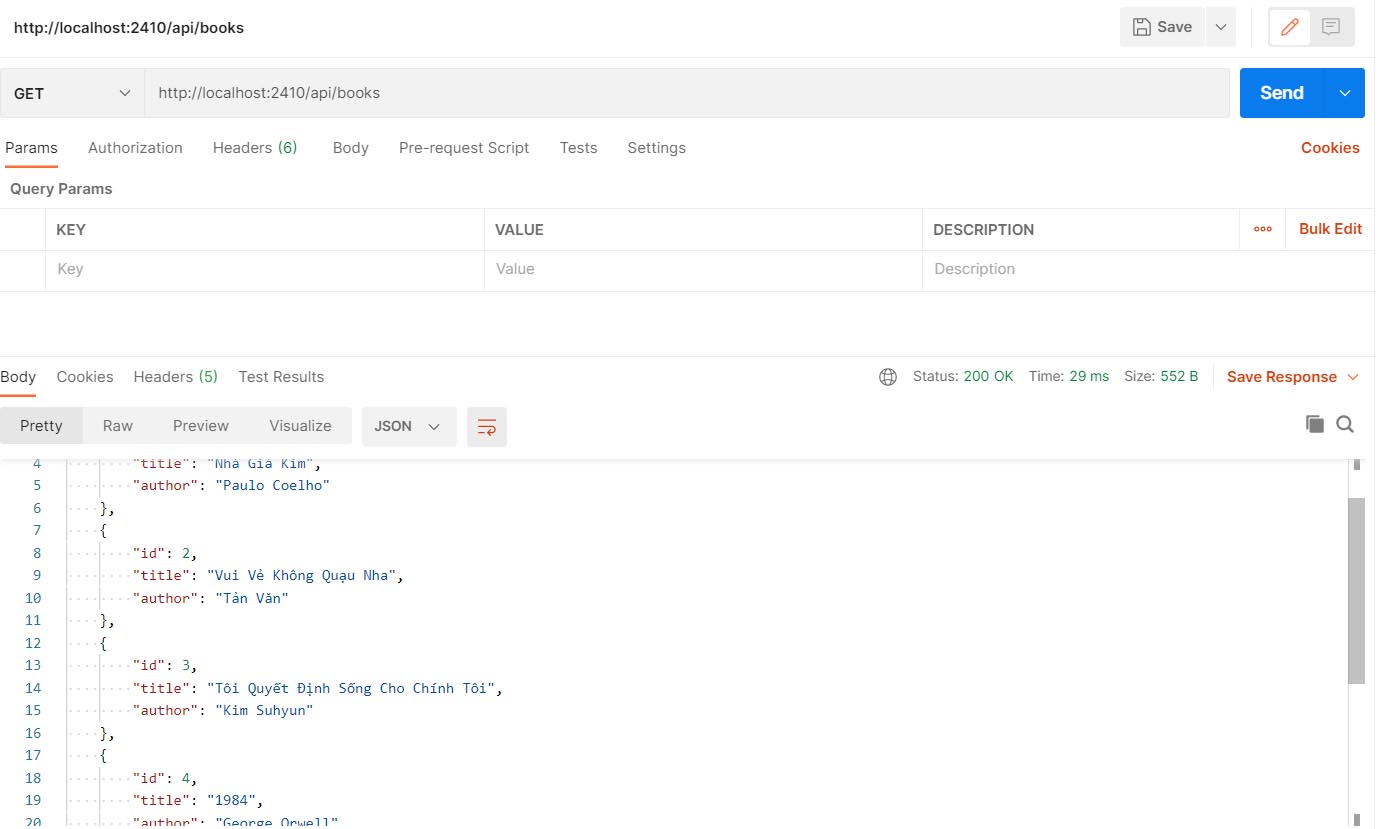 http://localhost:2410/api/books
Save
GET
http://localhost:2410/api/books
Send
Params Authorization Headers (6) Body Pre-request Script Tests Settings Cookies
Query Params
KEY VALUE DESCRIPTION ooo Bulk Edit
Key Value Description
Body Cookies Headers (5) Test Results Status: 200 OK Time: 29 ms Size: 552 B Save Response
Pretty Raw Preview Visualize JSON
4 "title": "Nhà Giả Kim",
5 "author": "Paulo Coelho"
6 },
7 {
8 "id": 2,
9 "title": "Vui Vẻ Không Quạu Nha",
10 "author": "Tản Văn"
11 },
12 {
13 "id": 3,
14 "title": "Tôi Quyết Định Sống Cho Chính Tôi",
15 "author": "Kim Suhyun"
16 },
17 {
18 "id": 4,
19 "title": "1984",
20 "author": "George Orwell"